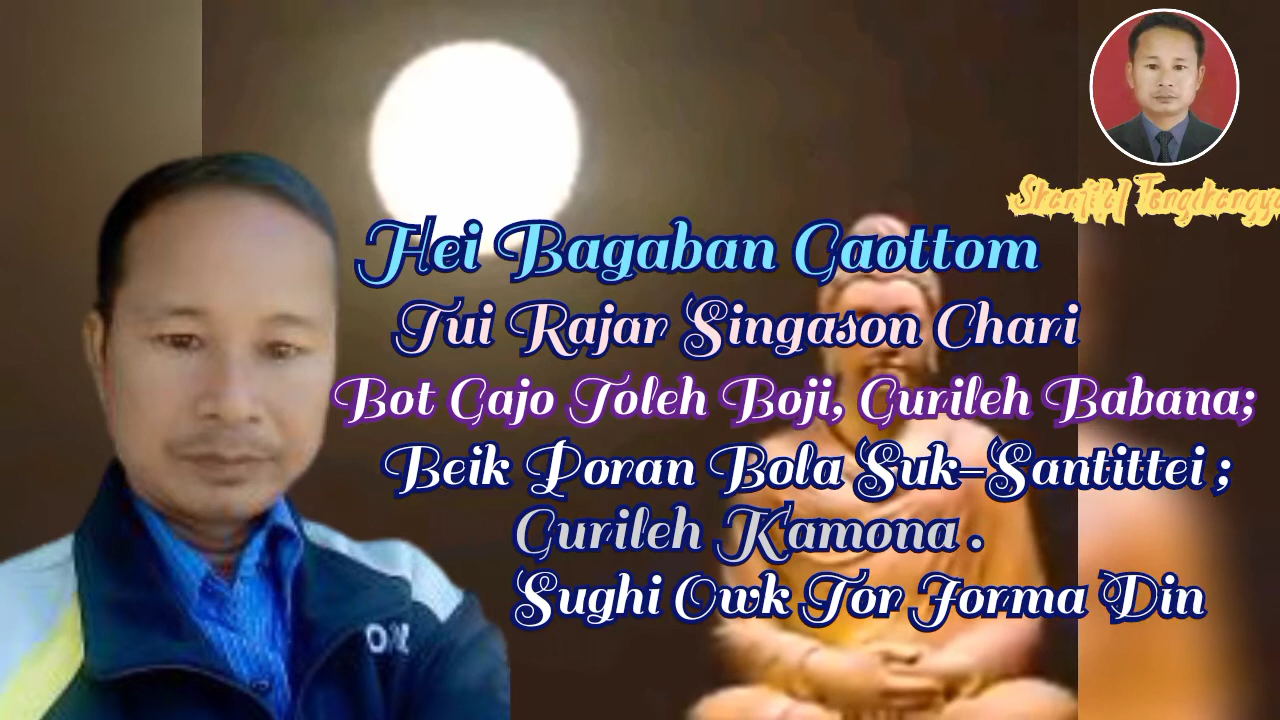 Hei Bagaban Gaottom
Tui Rajar Singason Chari
Bot Gajo Toleh Boji, Gurileh Babana;
Beik Poran Bola Suk-Santittei ;
Gurileh Kamona .
Sughi Owk Tor Jorma Din